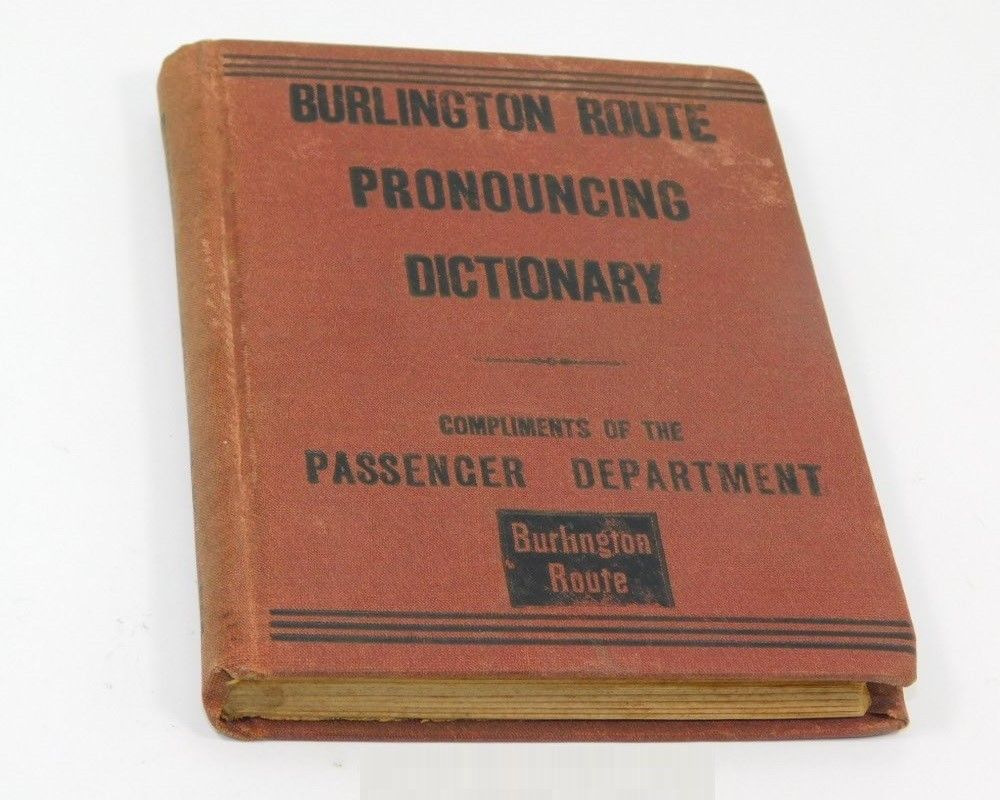 BURLINGTON ROUTE
PRONOUNCING
DICTIONARY
COMPLIMENTS OF THE
PASSENGER DEPARTMENT
Burlington
Route